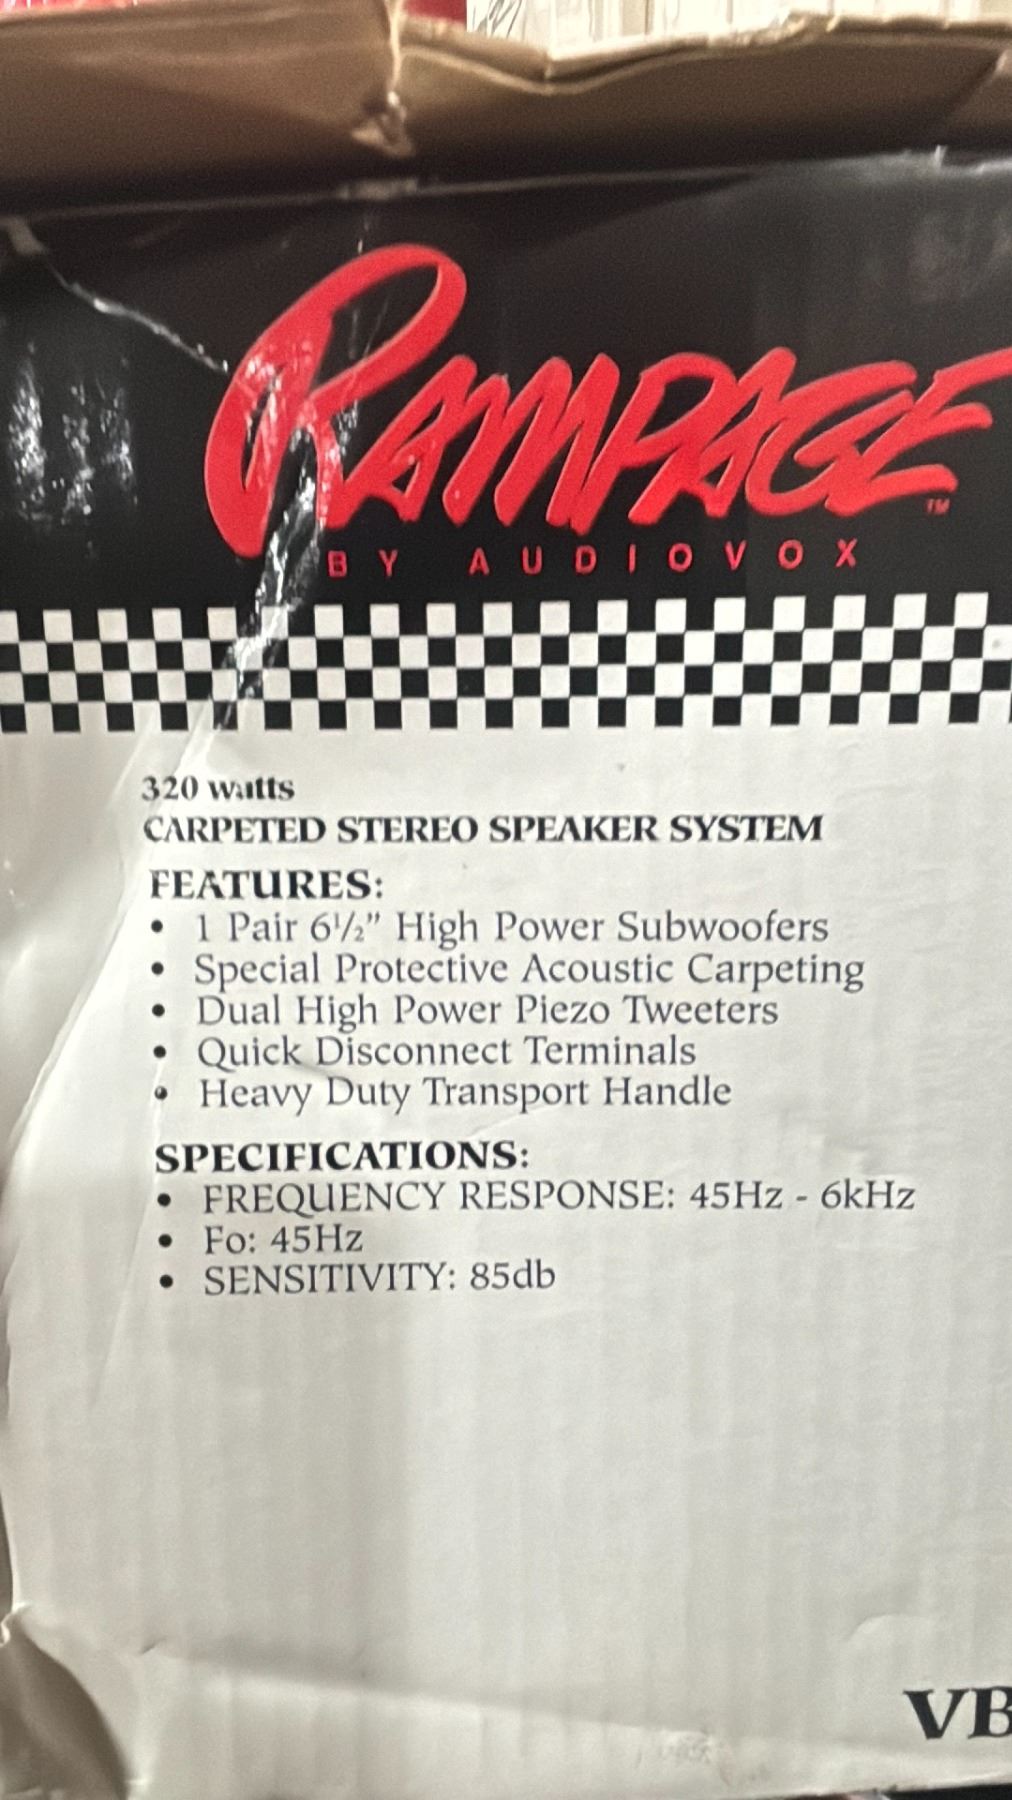 RAMPAGE™
BY AUDIOVOX
320 watts
CARPETED STEREO SPEAKER SYSTEM
FEATURES:
• 1 Pair 6½” High Power Subwoofers
• Special Protective Acoustic Carpeting
• Dual High Power Piezo Tweeters
• Quick Disconnect Terminals
• Heavy Duty Transport Handle
SPECIFICATIONS:
• FREQUENCY RESPONSE: 45Hz - 6kHz
• Fo: 45Hz
• SENSITIVITY: 85db
VB